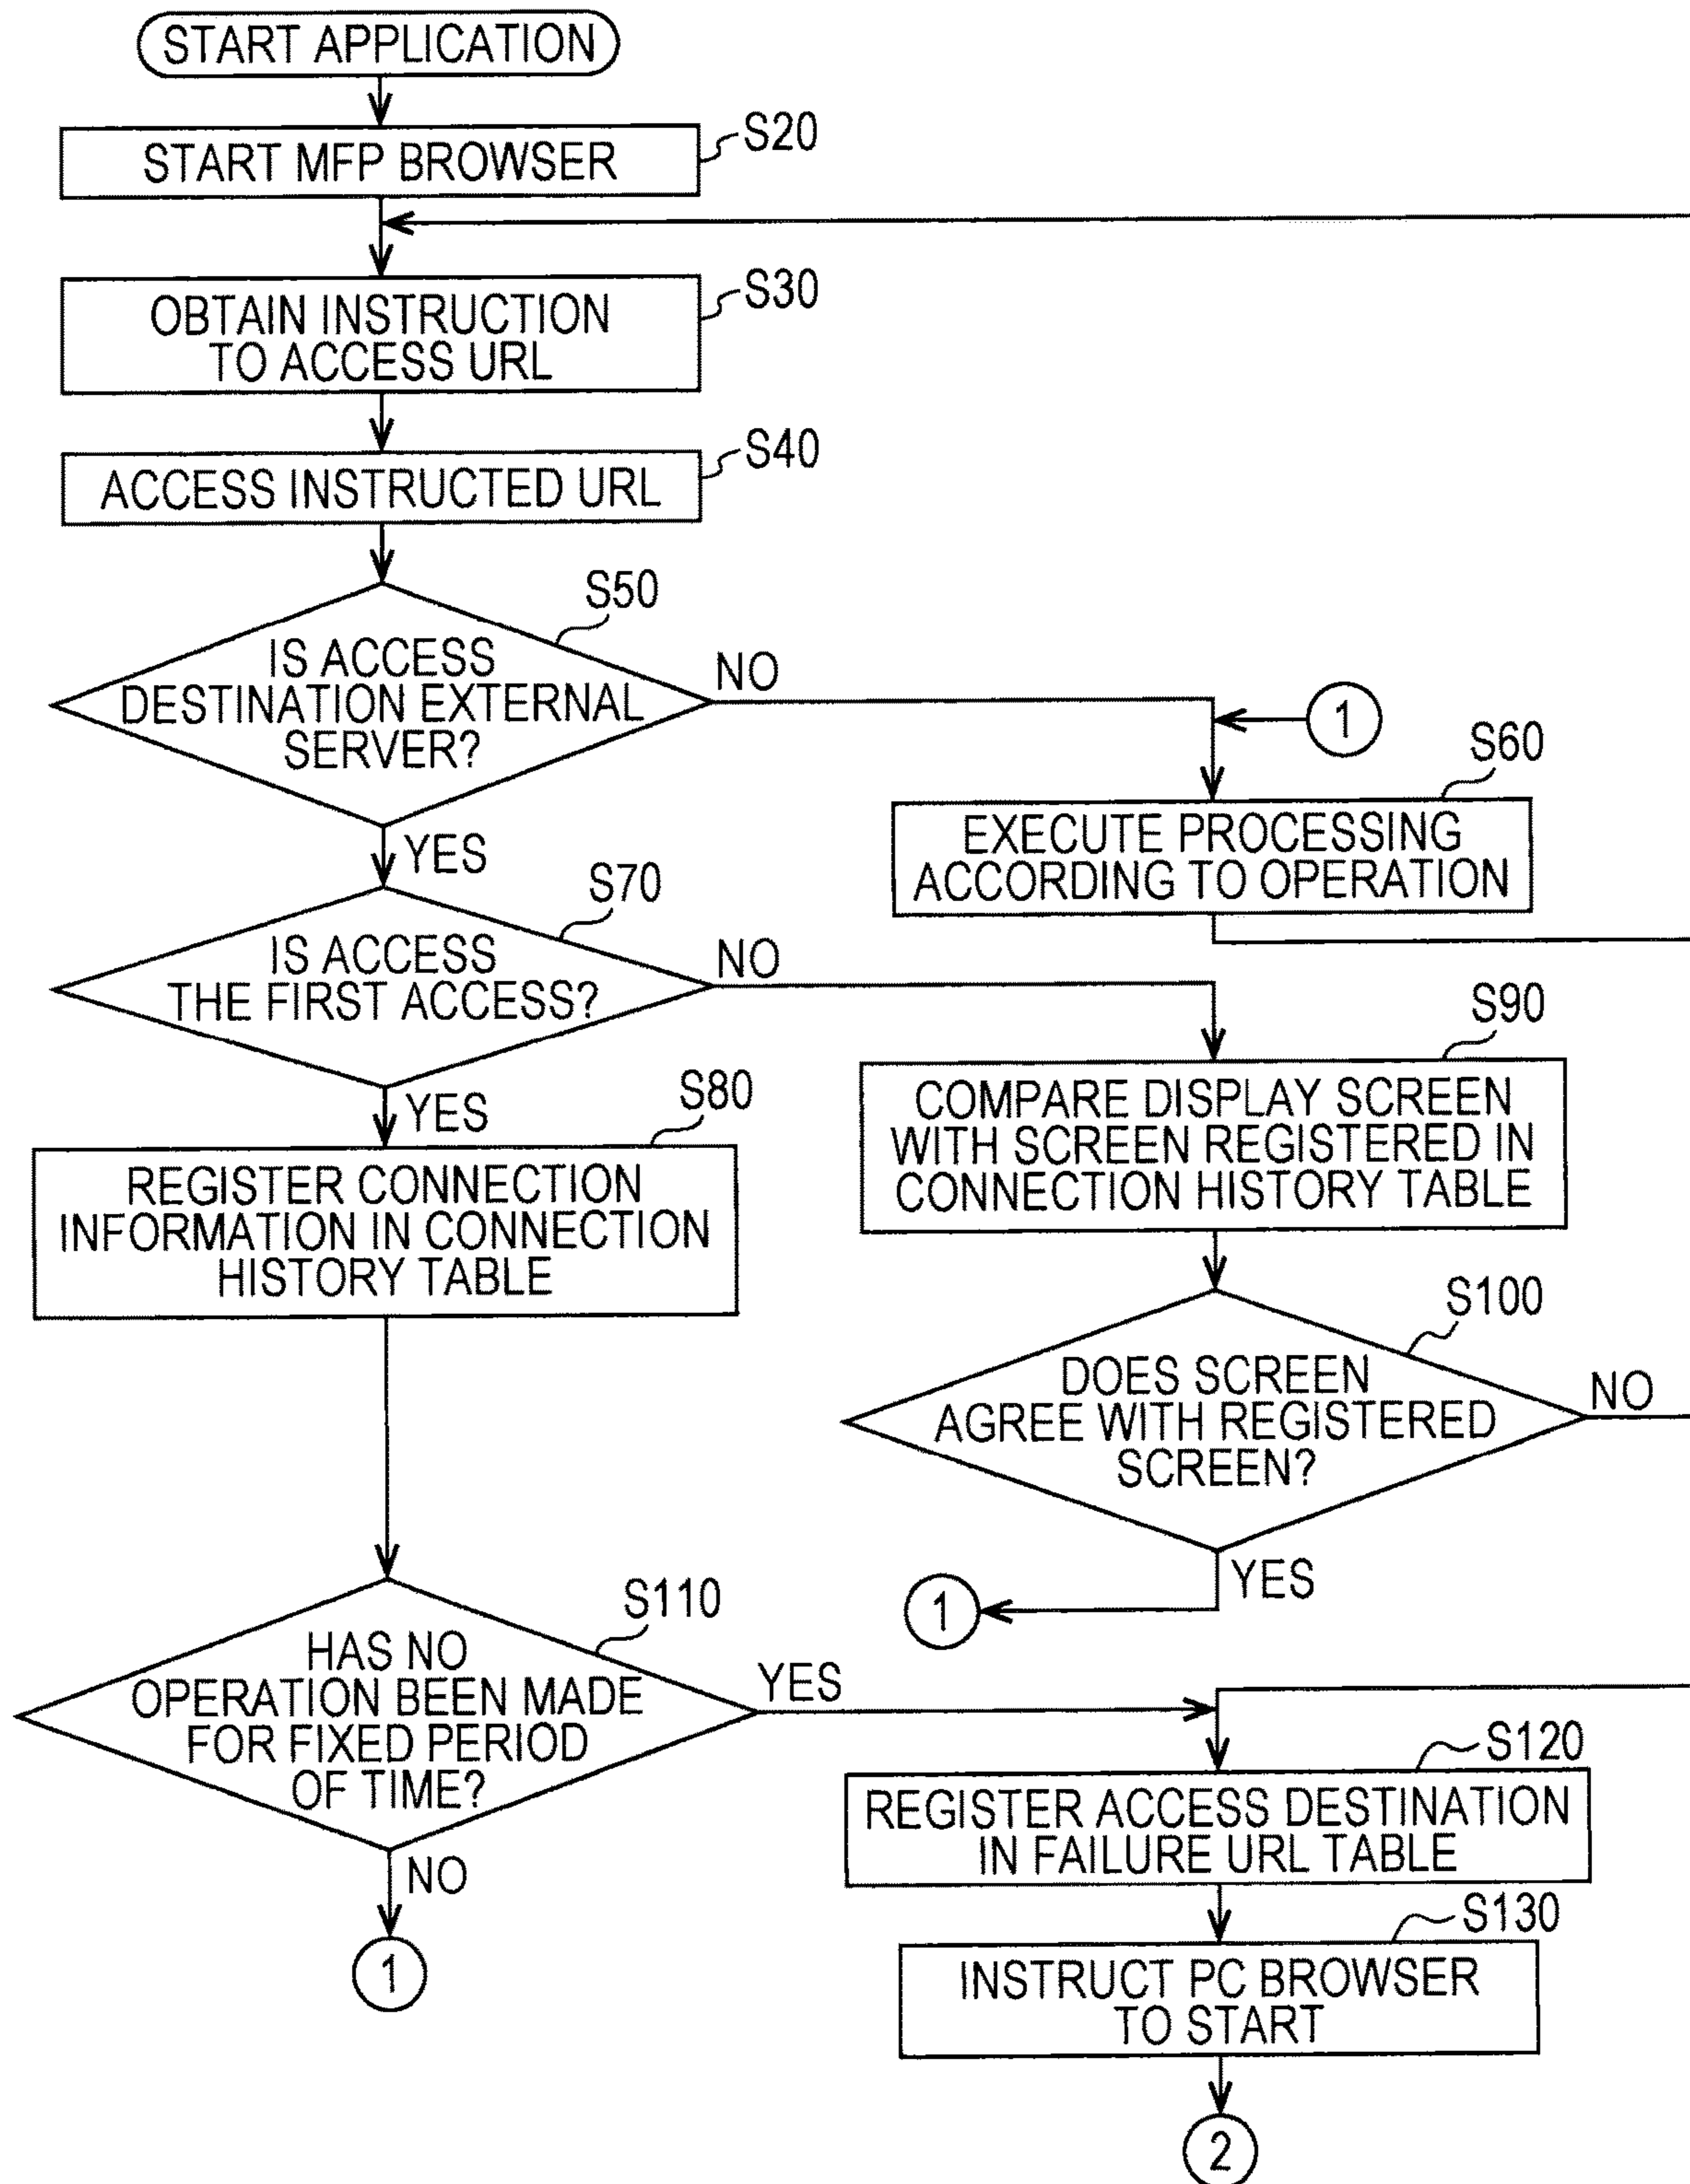 START APPLICATION
S20
START MFP BROWSER
S30
OBTAIN INSTRUCTION
TO ACCESS URL
S40
ACCESS INSTRUCTED URL
S50
IS ACCESS
DESTINATION EXTERNAL
SERVER?
NO
YES
1
S60
EXECUTE PROCESSING
ACCORDING TO OPERATION
S70
IS ACCESS
THE FIRST ACCESS?
NO
YES
S80
REGISTER CONNECTION
INFORMATION IN CONNECTION
HISTORY TABLE
S90
COMPARE DISPLAY SCREEN
WITH SCREEN REGISTERED IN
CONNECTION HISTORY TABLE
S100
DOES SCREEN
AGREE WITH REGISTERED
SCREEN?
NO
YES
1
S110
HAS NO
OPERATION BEEN MADE
FOR FIXED PERIOD
OF TIME?
YES
NO
1
S120
REGISTER ACCESS DESTINATION
IN FAILURE URL TABLE
S130
INSTRUCT PC BROWSER
TO START
2